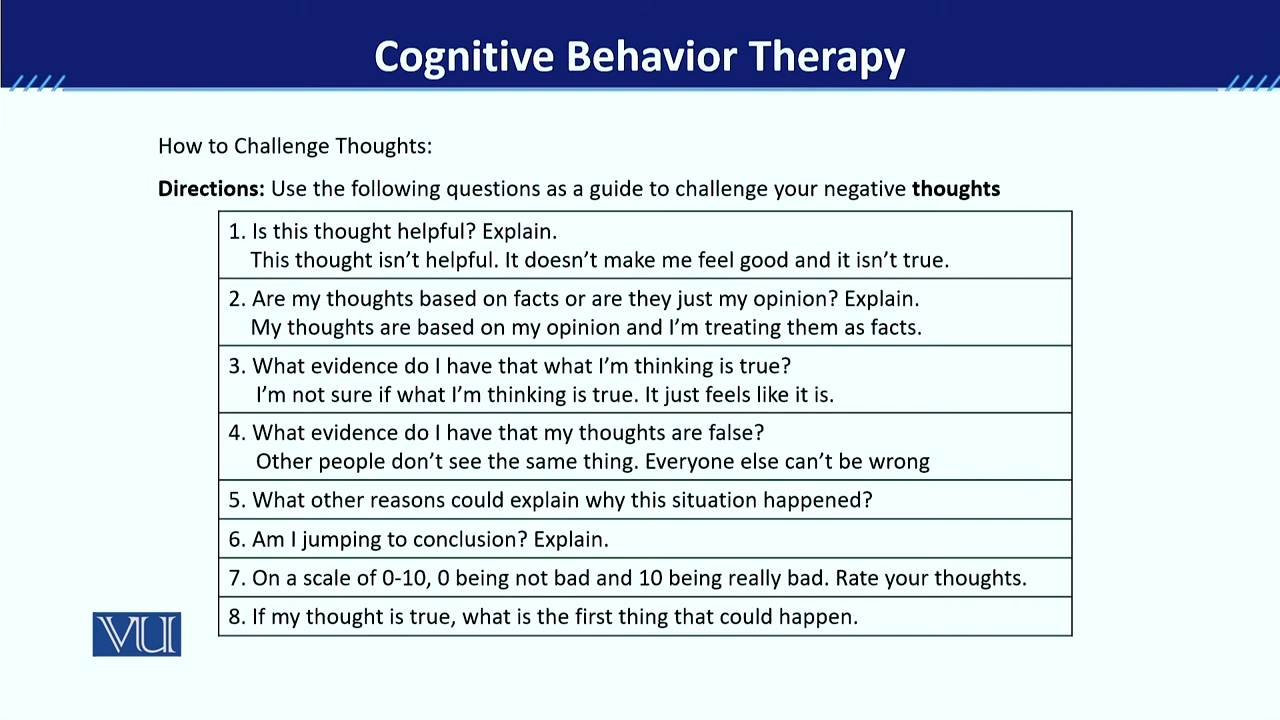 Cognitive Behavior Therapy
How to Challenge Thoughts:
Directions: Use the following questions as a guide to challenge your negative thoughts
1. Is this thought helpful? Explain.
This thought isn’t helpful. It doesn’t make me feel good and it isn’t true.
2. Are my thoughts based on facts or are they just my opinion? Explain.
My thoughts are based on my opinion and I’m treating them as facts.
3. What evidence do I have that what I’m thinking is true?
I’m not sure if what I’m thinking is true. It just feels like it is.
4. What evidence do I have that my thoughts are false?
Other people don’t see the same thing. Everyone else can’t be wrong
5. What other reasons could explain why this situation happened?
6. Am I jumping to conclusion? Explain.
7. On a scale of 0-10, 0 being not bad and 10 being really bad. Rate your thoughts.
8. If my thought is true, what is the first thing that could happen.
VU